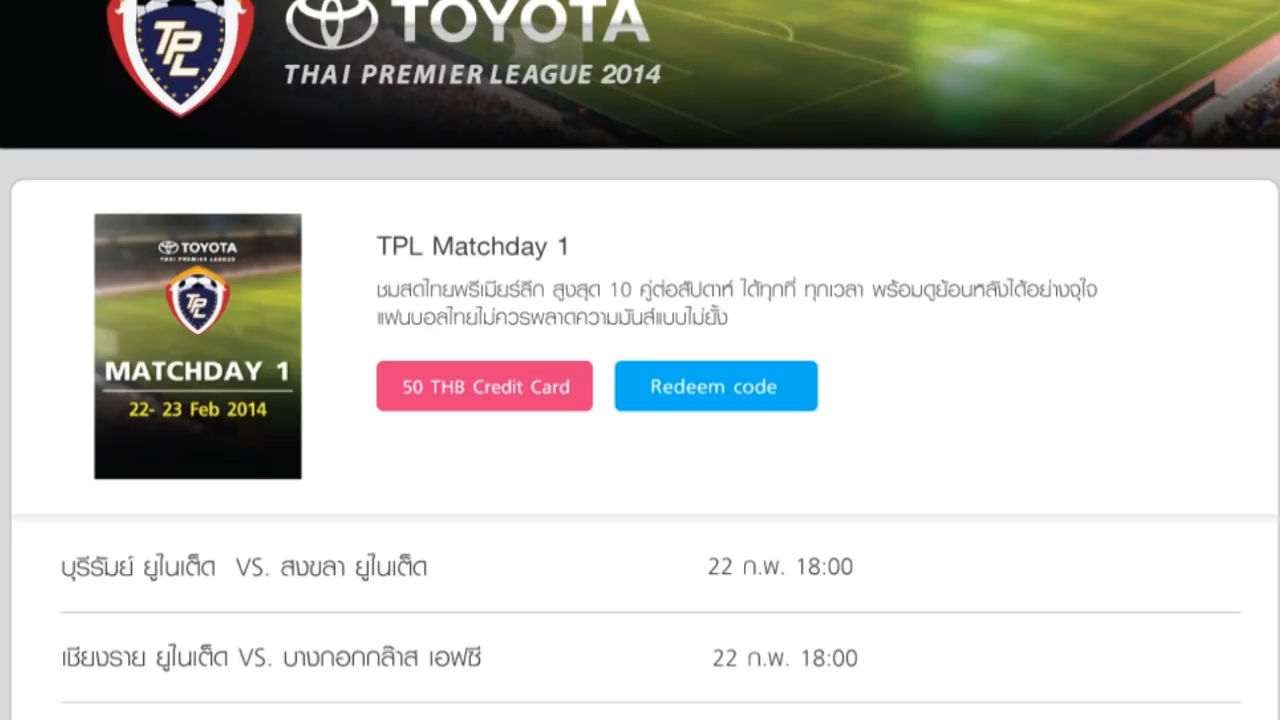 TPL
TOYOTA
THAI PREMIER LEAGUE 2014
TOYOTA
THAI PREMIER LEAGUE
TPL
MATCHDAY 1
22- 23 Feb 2014
TPL Matchday 1
ชมสดไทยพรีเมียร์ลีก สูงสุด 10 คู่ต่อสัปดาห์ ได้ทุกที่ ทุกเวลา พร้อมดูย้อนหลังได้อย่างจุใจ
แฟนบอลไทยไม่ควรพลาดความมันส์แบบไม่ยั้ง
50 THB Credit Card
Redeem code
บุรีรัมย์ ยูไนเต็ด VS. สงขลา ยูไนเต็ด
22 ก.พ. 18:00
เชียงราย ยูไนเต็ด VS. บางกอกกล๊าส เอฟซี
22 ก.พ. 18:00